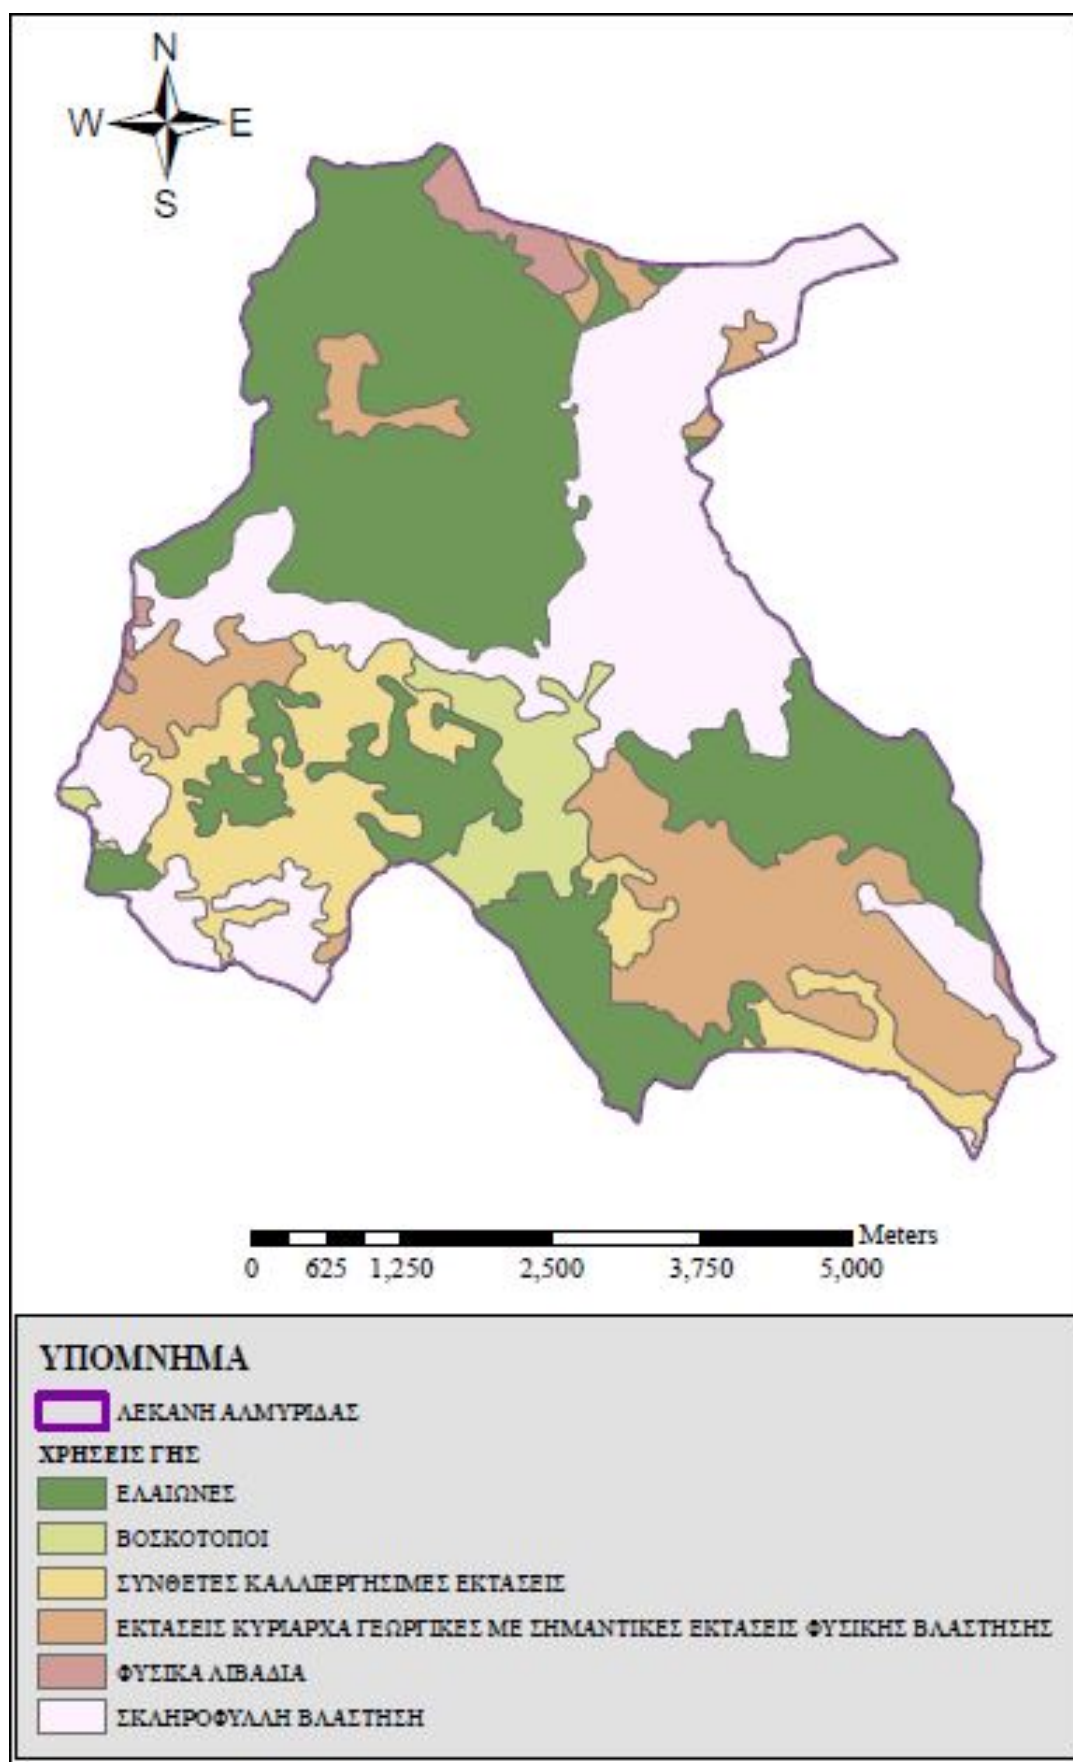 N
W E
S
Meters
0 625 1,250 2,500 3,750 5,000
ΥΠΟΜΝΗΜΑ
ΛΕΚΑΝΗ ΑΛΜΥΡΙΔΑΣ
ΧΡΗΣΕΙΣ ΓΗΣ
ΕΛΑΙΩΝΕΣ
ΒΟΣΚΟΤΟΠΟΙ
ΣΥΝΘΕΤΕΣ ΚΑΛΛΙΕΡΓΗΣΙΜΕΣ ΕΚΤΑΣΕΙΣ
ΕΚΤΑΣΕΙΣ ΚΥΡΙΑΡΧΑ ΓΕΩΡΓΙΚΕΣ ΜΕ ΣΗΜΑΝΤΙΚΕΣ ΕΚΤΑΣΕΙΣ ΦΥΣΙΚΗΣ ΒΛΑΣΤΗΣΗΣ
ΦΥΣΙΚΑ ΛΙΒΑΔΙΑ
ΣΚΛΗΡΟΦΥΛΛΗ ΒΛΑΣΤΗΣΗ